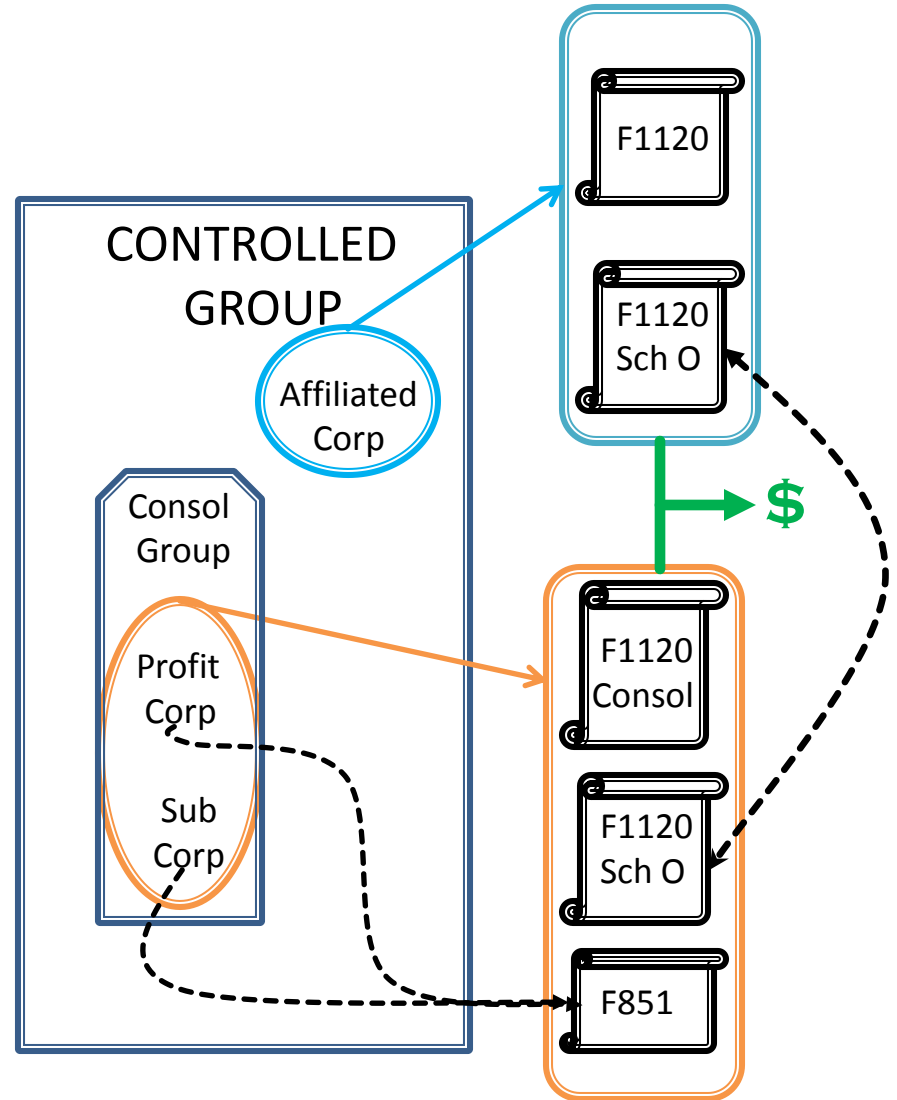 CONTROLLED
GROUP
Affiliated
Corp
Consol
Group
Profit
Corp
Sub
Corp
F1120
F1120
Sch O
$
F1120
Consol
F1120
Sch O
F851